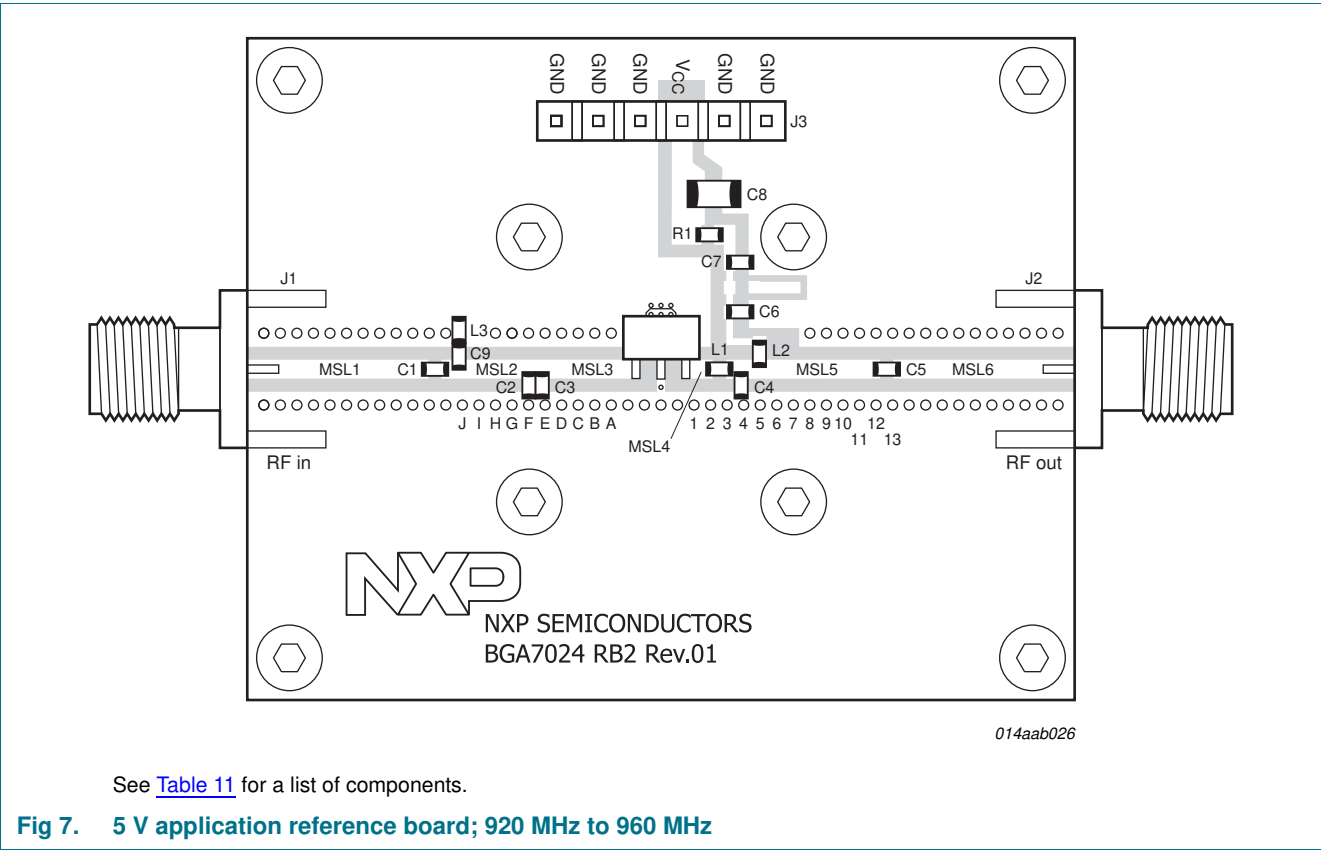 GND GND GND VCC GND GND
J3
C8
R1
C7
J1 J2
C6
L3
C9 L1 L2
C1 MSL1 MSL2 MSL3 MSL5 C5 MSL6
C2 C3 C4
J I H G F E D C B A 1 2 3 4 5 6 7 8 9 10 12
11 13
MSL4
RF in RF out
NXP
NXP SEMICONDUCTORS
BGA7024 RB2 Rev.01
014aab026
See Table 11 for a list of components.
Fig 7. 5 V application reference board; 920 MHz to 960 MHz